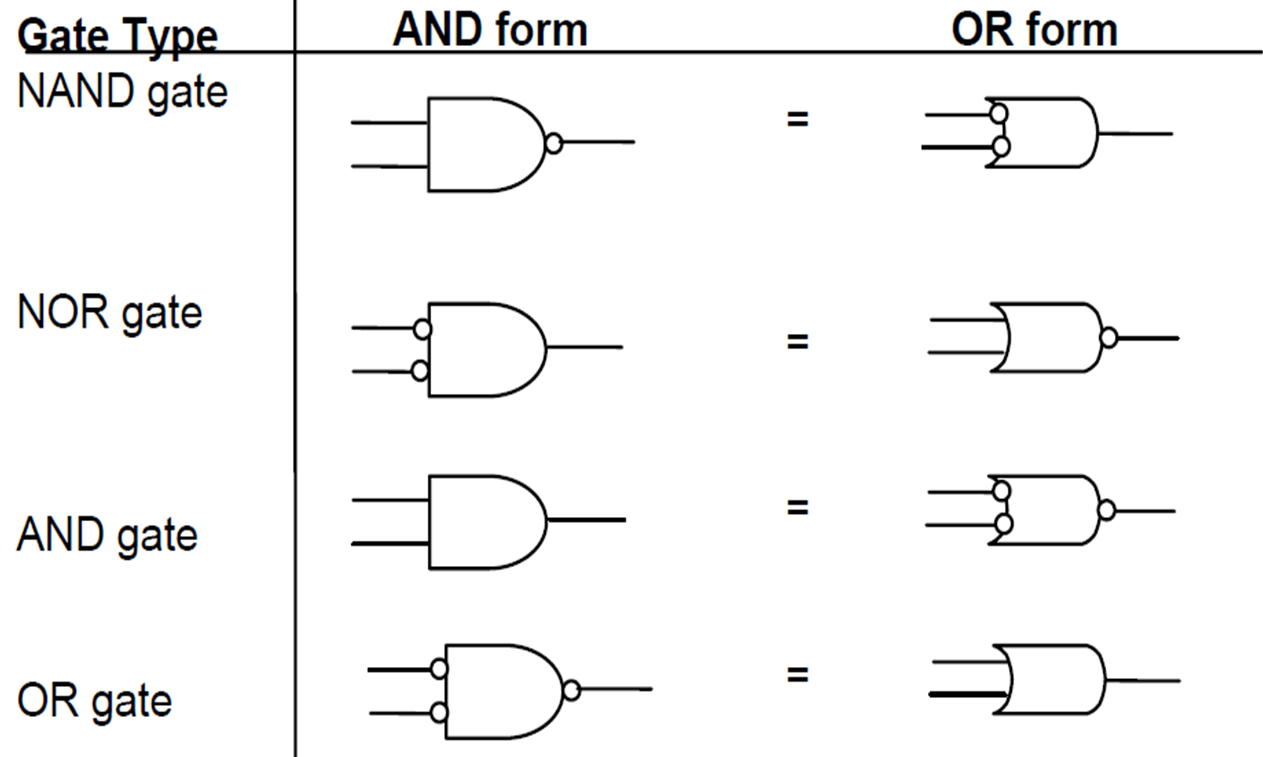 Gate Type AND form OR form
NAND gate =
NOR gate =
AND gate =
OR gate =